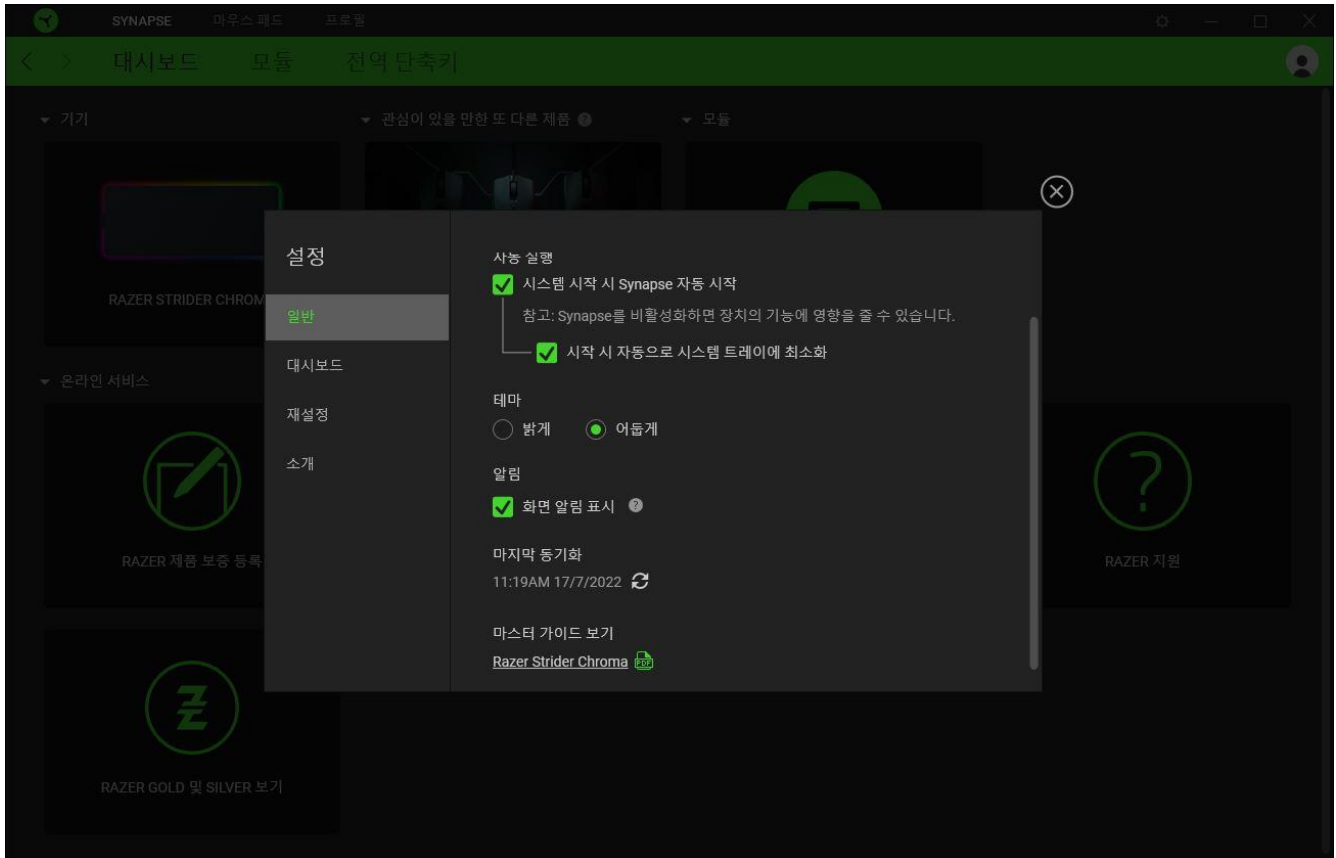 SYNAPSE 마우스 패드 프로필
대시보드 모듈 전역 단축키
기기 관심이 있을 만한 또 다른 제품 ? 모듈
RAZER STRIDER CHROM
온라인 서비스
RAZER 제품 보증 등록
RAZER 지원
RAZER GOLD 및 SILVER 보기
설정
일반
대시보드
재설정
소개
실행
시스템 시작 시 Synapse 자동 시작
참고: Synapse를 비활성화하면 장치의 기능에 영향을 줄 수 있습니다.
시작 시 자동으로 시스템 트레이에 최소화
테마
밝게 어둡게
알림
화면 알림 표시 ?
마지막 동기화
11:19AM 17/7/2022
마스터 가이드 보기
Razer Strider Chroma PDF